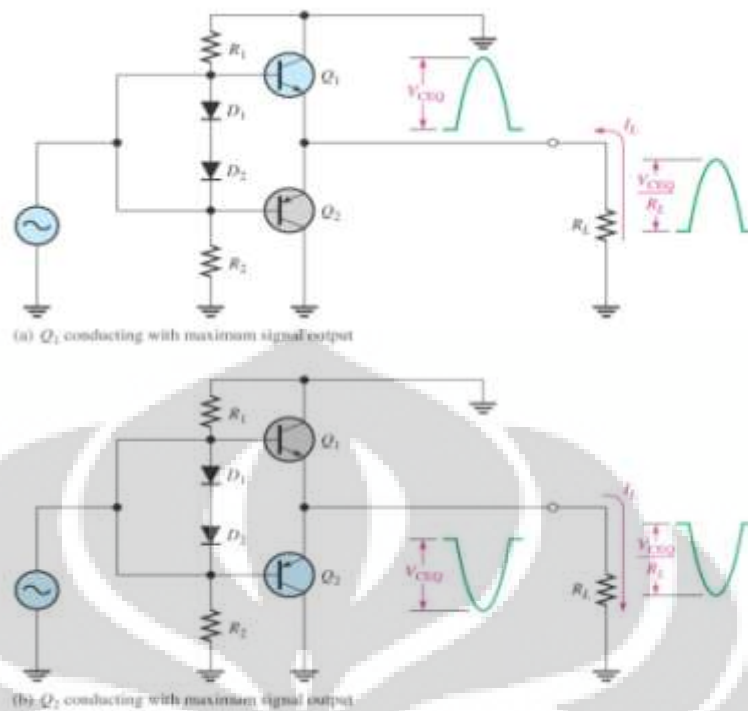 R1
Q1
D1
D2
Q2
R2
VCEQ
IL
RL
VCEQ
RL
(a) Q1 conducting with maximum signal output
R1
Q1
D1
D2
Q2
R2
VCEQ
IL
RL
VCEQ
RL
(b) Q2 conducting with maximum signal output